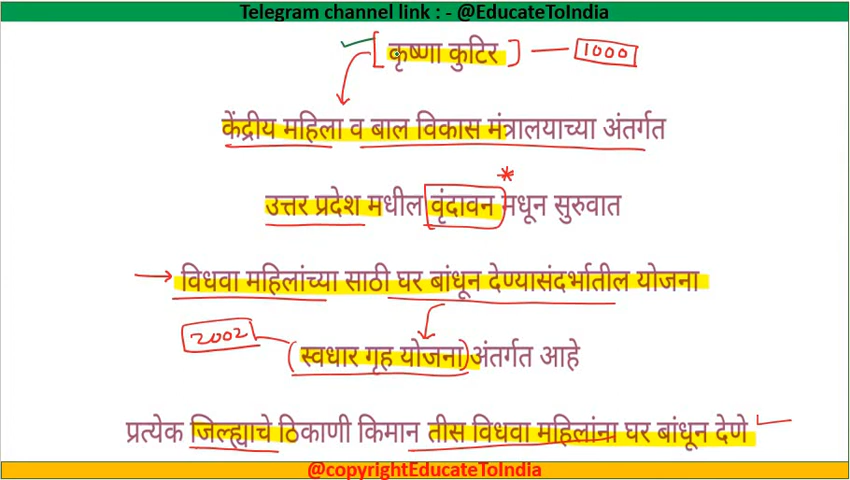 Telegram channel link : - @EducateToIndia
[ कृष्णा कुटिर ] — 1000
केंद्रीय महिला व बाल विकास मंत्रालयाच्या अंतर्गत
उत्तर प्रदेश मधील वृंदावन मधून सुरुवात
विधवा महिलांच्या साठी घर बांधून देण्यासंदर्भातील योजना
2002 (स्वधार गृह योजना) अंतर्गत आहे
प्रत्येक जिल्ह्याचे ठिकाणी किमान तीस विधवा महिलांना घर बांधून देणे
@copyrightEducateToIndia